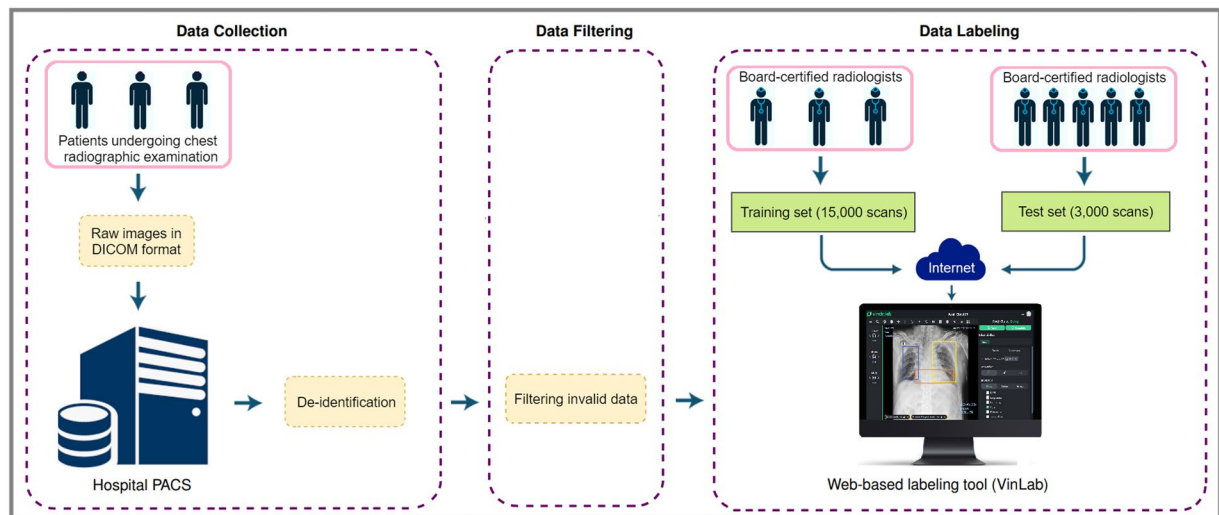 Data Collection
Data Filtering
Data Labeling
Patients undergoing chest
radiographic examination
Raw images in
DICOM format
Hospital PACS
De-identification
Filtering invalid data
Board-certified radiologists
Board-certified radiologists
Training set (15,000 scans)
Test set (3,000 scans)
Internet
Web-based labeling tool (VinLab)